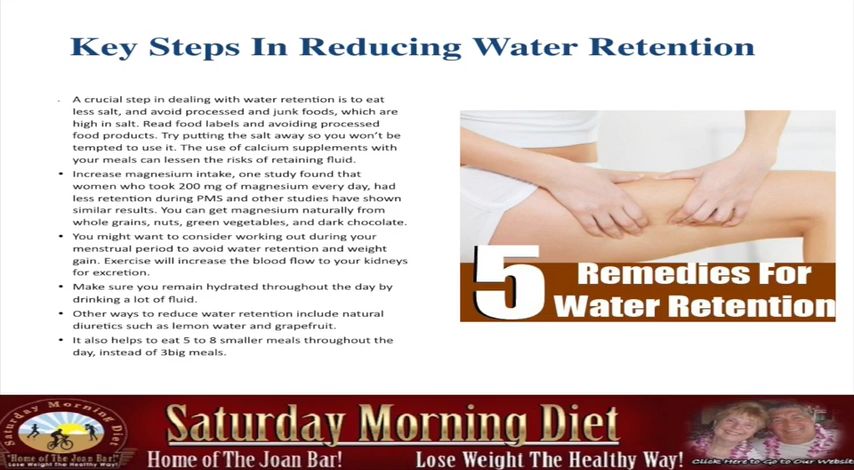 Key Steps In Reducing Water Retention
A crucial step in dealing with water retention is to eat
less salt, and avoid processed and junk foods, which are
high in salt. Read food labels and avoiding processed
food products. Try putting the salt away so you won't be
tempted to use it. The use of calcium supplements with
your meals can lessen the risks of retaining fluid.
• Increase magnesium intake, one study found that
women who took 200 mg of magnesium every day, had
less retention during PMS and other studies have shown
similar results. You can get magnesium naturally from
whole grains, nuts, green vegetables, and dark chocolate.
• You might want to consider working out during your
menstrual period to avoid water retention and weight
gain. Exercise will increase the blood flow to your kidneys
for excretion.
• Make sure you remain hydrated throughout the day by
drinking a lot of fluid.
• Other ways to reduce water retention include natural
diuretics such as lemon water and grapefruit.
• It also helps to eat 5 to 8 smaller meals throughout the
day, instead of 3big meals.
5 Remedies For
Water Retention
Saturday Morning Diet
Home of The Joan Bar!
Lose Weight The Healthy Way!
Saturday Morning Diet
Home of The Joan Bar! Lose Weight The Healthy Way!
Click Here to Go to Our Website